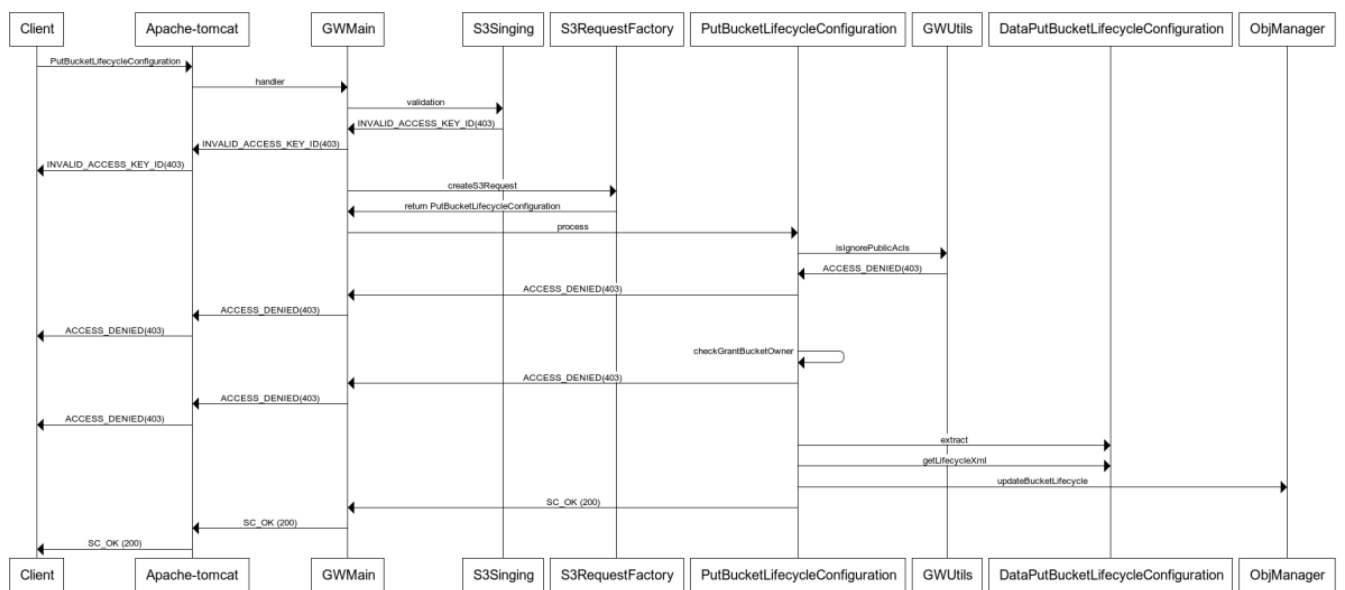 Client Apache-tomcat GWMain S3Singing S3RequestFactory PutBucketLifecycleConfiguration GWUtils DataPutBucketLifecycleConfiguration ObjManager
PutBucketLifecycleConfiguration
handler
validation
INVALID_ACCESS_KEY_ID(403)
INVALID_ACCESS_KEY_ID(403)
INVALID_ACCESS_KEY_ID(403)
createS3Request
return PutBucketLifecycleConfiguration
process
isIgnorePublicAcls
ACCESS_DENIED(403)
ACCESS_DENIED(403)
ACCESS_DENIED(403)
ACCESS_DENIED(403)
checkGrantBucketOwner
ACCESS_DENIED(403)
ACCESS_DENIED(403)
ACCESS_DENIED(403)
extract
getLifecycleXml
updateBucketLifecycle
SC_OK (200)
SC_OK (200)
SC_OK (200)
Client Apache-tomcat GWMain S3Singing S3RequestFactory PutBucketLifecycleConfiguration GWUtils DataPutBucketLifecycleConfiguration ObjManager